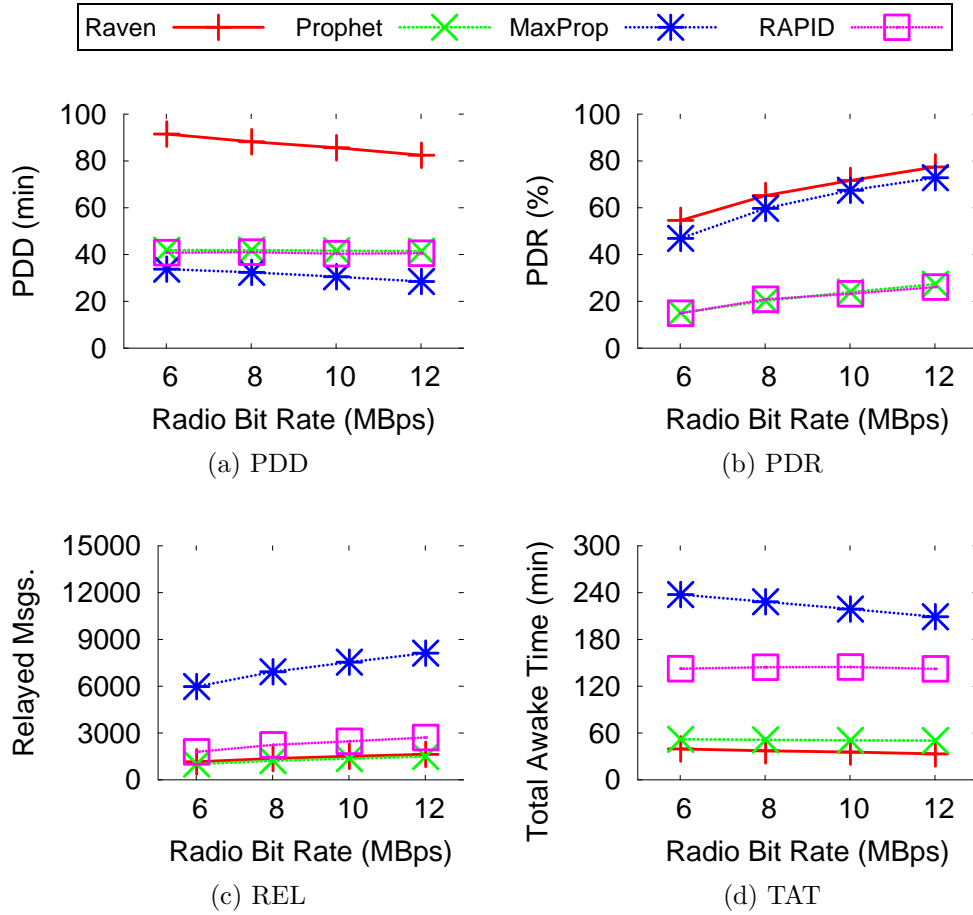 Raven Prophet MaxProp RAPID
PDD (min)
100
80
60
40
20
0
6 8 10 12
Radio Bit Rate (MBps)
(a) PDD
PDR (%)
100
80
60
40
20
0
6 8 10 12
Radio Bit Rate (MBps)
(b) PDR
Relayed Msgs.
15000
12000
9000
6000
3000
0
6 8 10 12
Radio Bit Rate (MBps)
(c) REL
Total Awake Time (min)
300
240
180
120
60
0
6 8 10 12
Radio Bit Rate (MBps)
(d) TAT